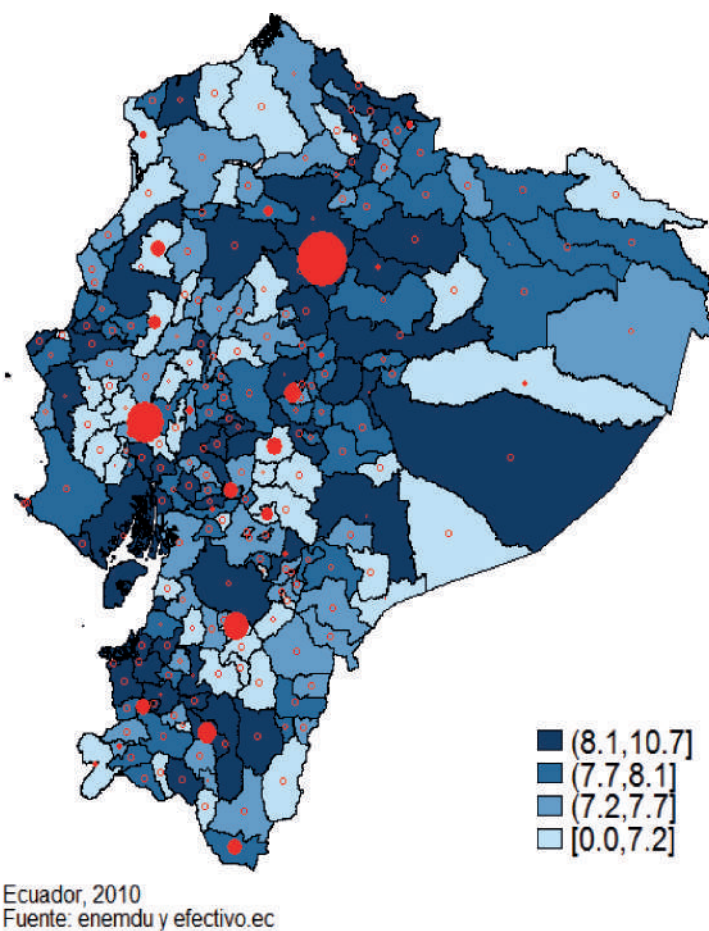 (8.1,10.7]
(7.7,8.1]
(7.2,7.7]
[0.0,7.2]
Ecuador, 2010
Fuente: enemdu y efectivo.ec